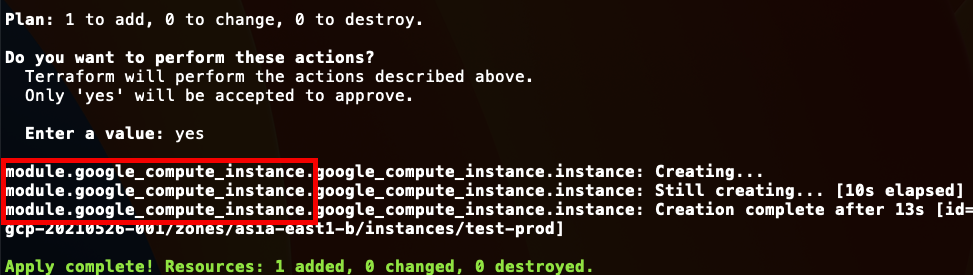 Plan: 1 to add, 0 to change, 0 to destroy.
Do you want to perform these actions?
Terraform will perform the actions described above.
Only 'yes' will be accepted to approve.
Enter a value: yes
module.google_compute_instance.google_compute_instance.instance: Creating...
module.google_compute_instance.google_compute_instance.instance: Still creating... [10s elapsed]
module.google_compute_instance.google_compute_instance.instance: Creation complete after 13s [id=
gcp-20210526-001/zones/asia-east1-b/instances/test-prod]
Apply complete! Resources: 1 added, 0 changed, 0 destroyed.